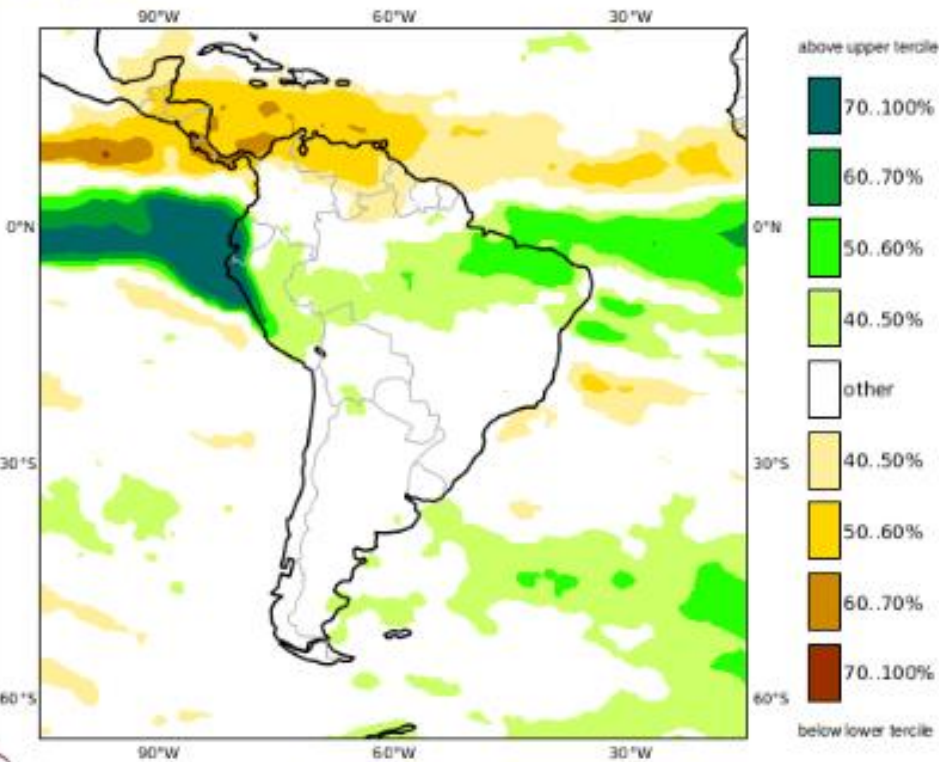 90°W 60°W 30°W
above upper tercile
70..100%
60..70%
0°N 0°N
50..60%
40..50%
other
40..50%
30°S 30°S
50..60%
60..70%
70..100%
60°S 60°S
below lower tercile
90°W 60°W 30°W